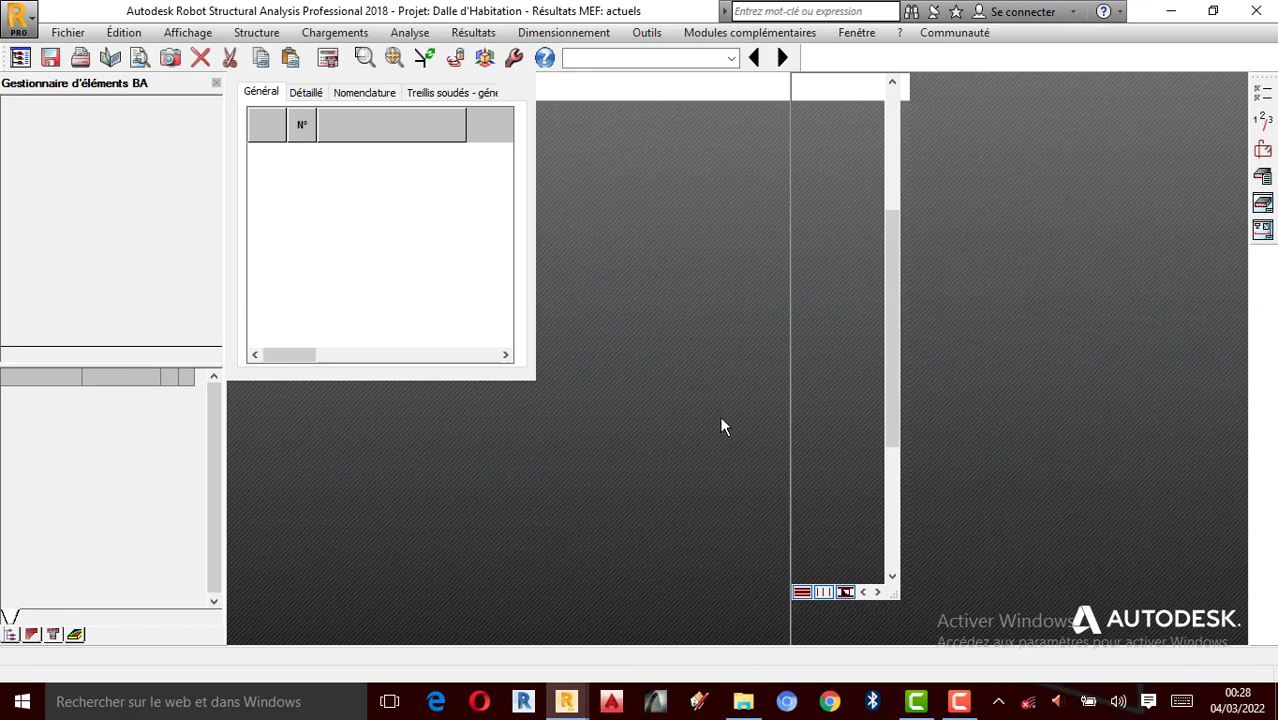 Autodesk Robot Structural Analysis Professional 2018 - Projet: Dalle d'Habitation - Résultats MEF: actuels
Entrez mot-clé ou expression
Se connecter
PRO
Fichier Édition Affichage Structure Chargements Analyse Résultats Dimensionnement Outils Modules complémentaires Fenêtre ? Communauté
Gestionnaire d'éléments BA
Général Détaillé Nomenclature Treillis soudés - géné
N°
Activer Windows
AUTODESK.
Accédez aux paramètres pour activer Windows.
Rechercher sur le web et dans Windows
00:28
04/03/2022